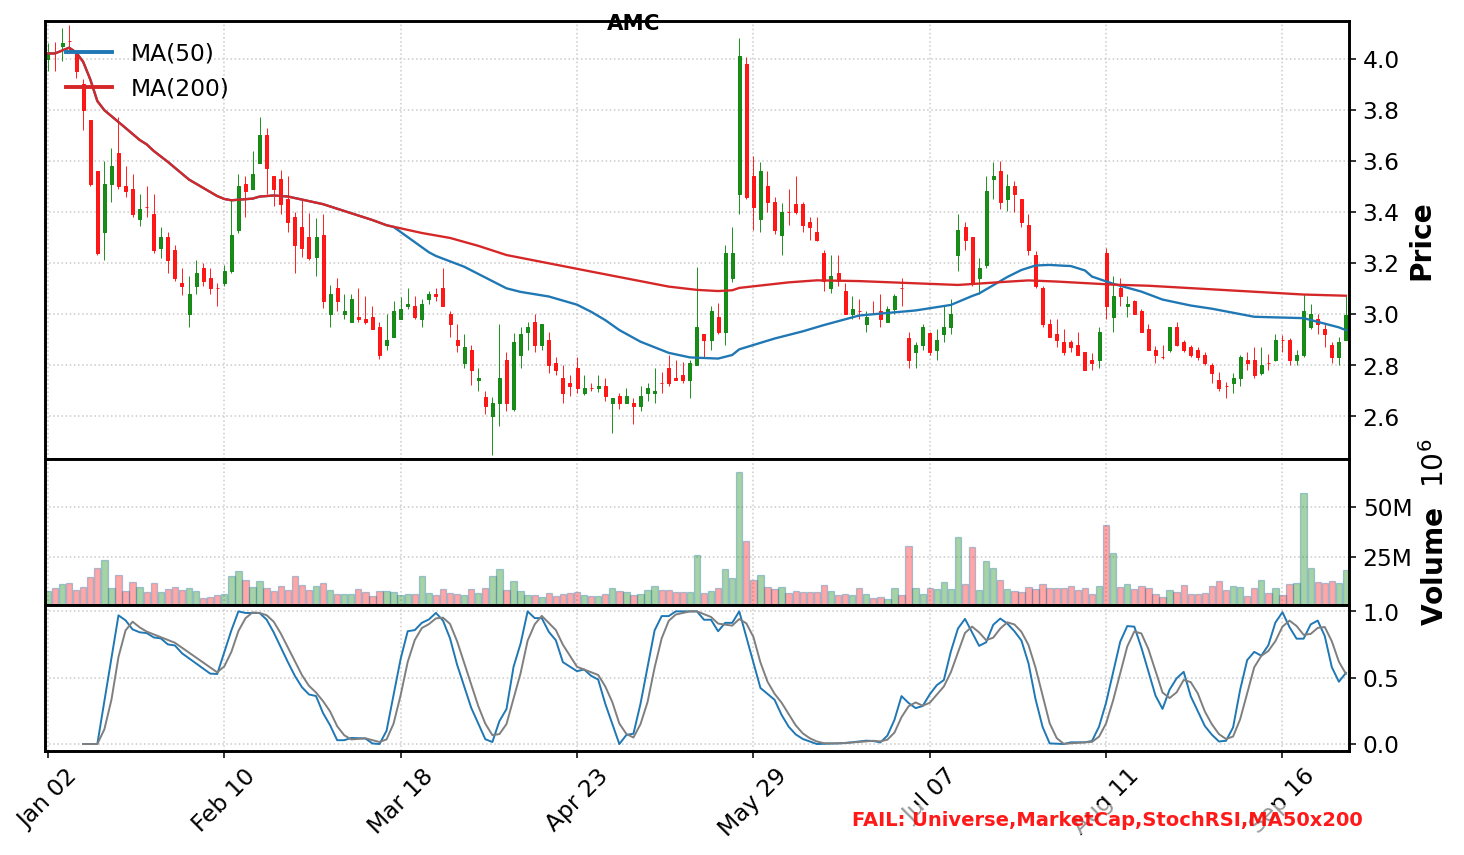 AMC
MA(50)
MA(200)
4.0
3.8
3.6
3.4
3.2
3.0
2.8
2.6
Price
10⁶
50M
25M
Volume
1.0
0.5
0.0
Jan 02
Feb 10
Mar 18
Apr 23
May 29
Jul 07
Aug 11
Sep 16
FAIL: Universe,MarketCap,StochRSI,MA50x200